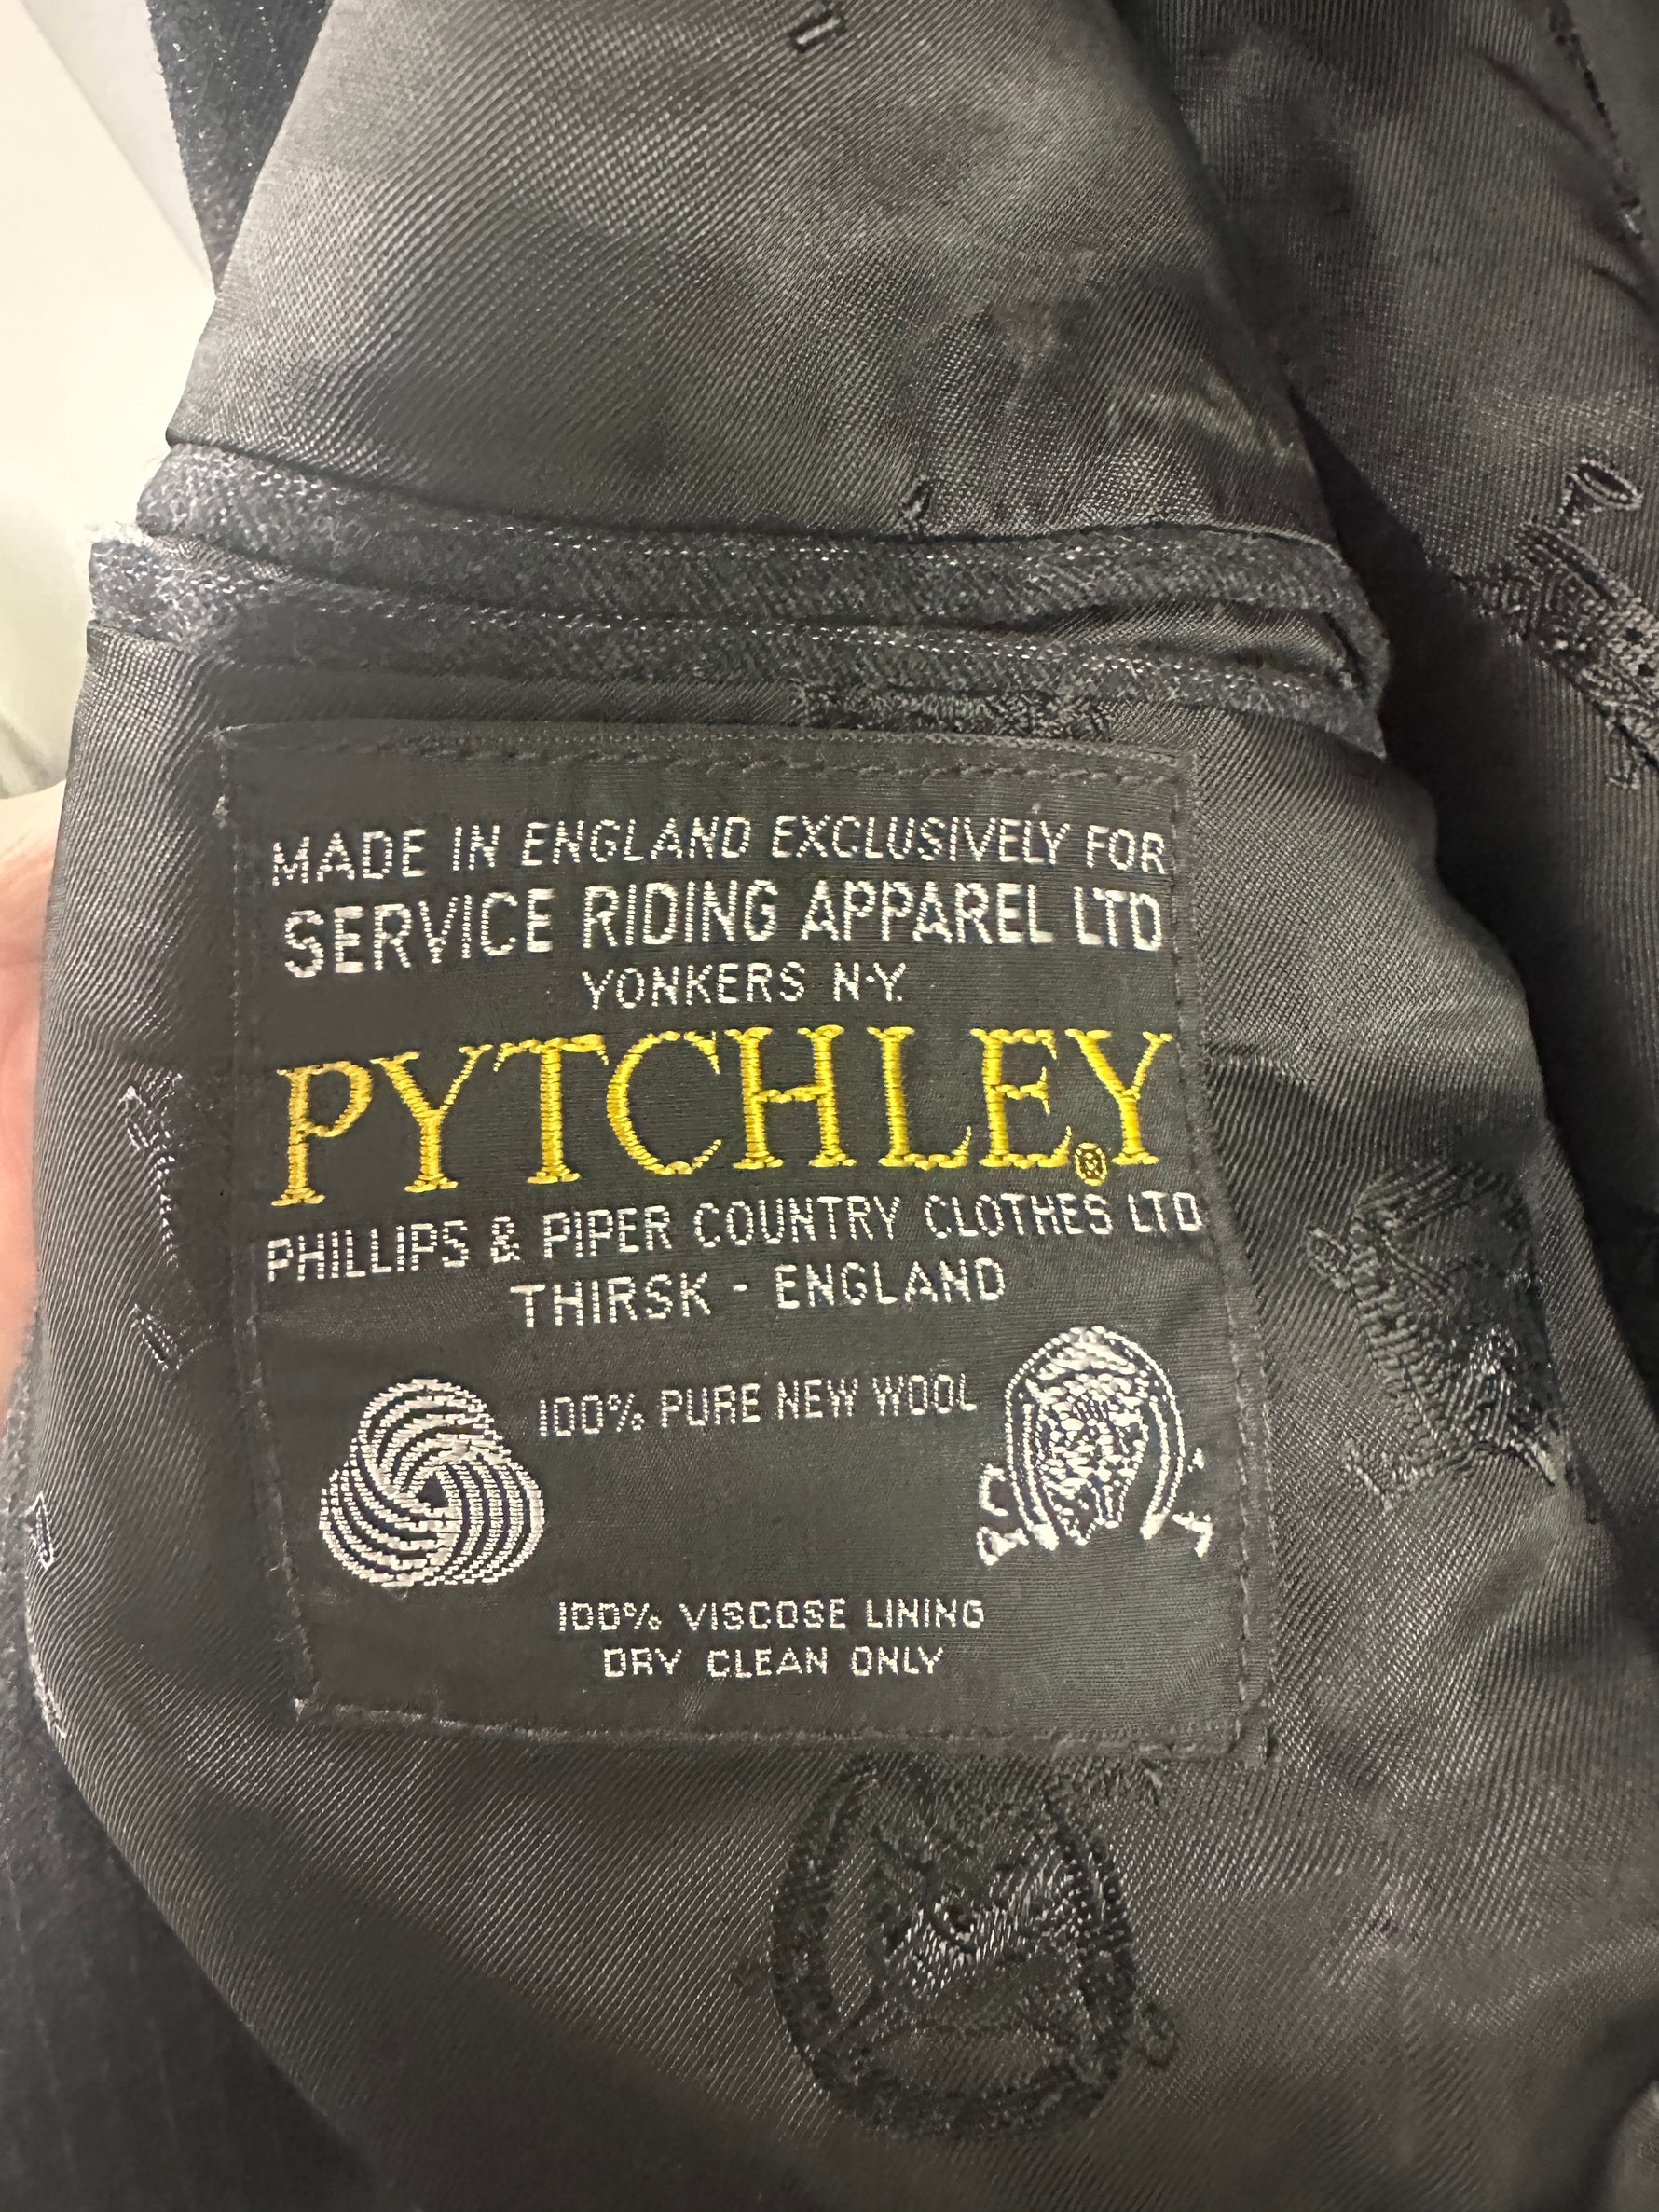 MADE IN ENGLAND EXCLUSIVELY FOR
SERVICE RIDING APPAREL LTD
YONKERS N.Y.
PYTCHLEY®
PHILLIPS & PIPER COUNTRY CLOTHES LTD
THIRSK - ENGLAND
100% PURE NEW WOOL
100% VISCOSE LINING
DRY CLEAN ONLY